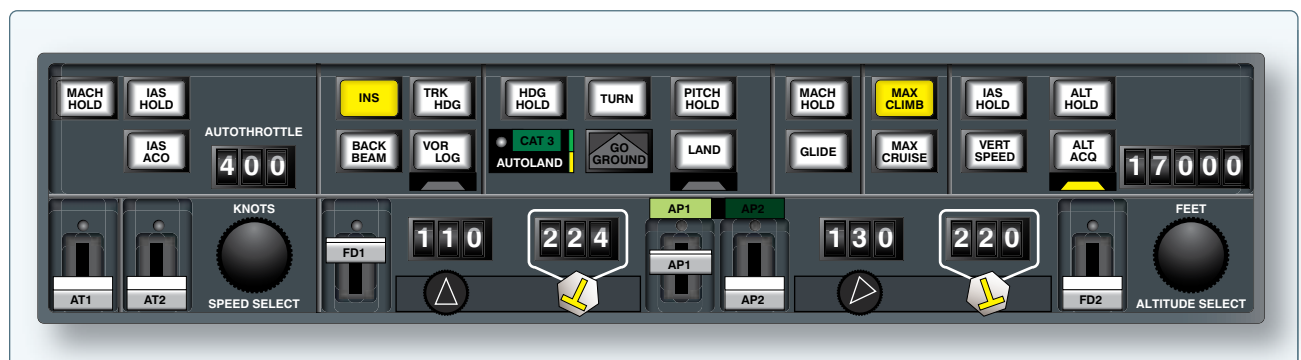 MACH HOLD
IAS HOLD
INS
TRK HDG
HDG HOLD
TURN
PITCH HOLD
MACH HOLD
MAX CLIMB
IAS HOLD
ALT HOLD
IAS ACO
AUTOTHROTTLE
400
BACK BEAM
VOR LOG
CAT 3
AUTOLAND
GO GROUND
LAND
GLIDE
MAX CRUISE
VERT SPEED
ALT ACQ
17000
KNOTS
AP1
AP2
FEET
FD1
110
224
AP1
130
220
AT1
AT2
SPEED SELECT
AP2
FD2
ALTITUDE SELECT